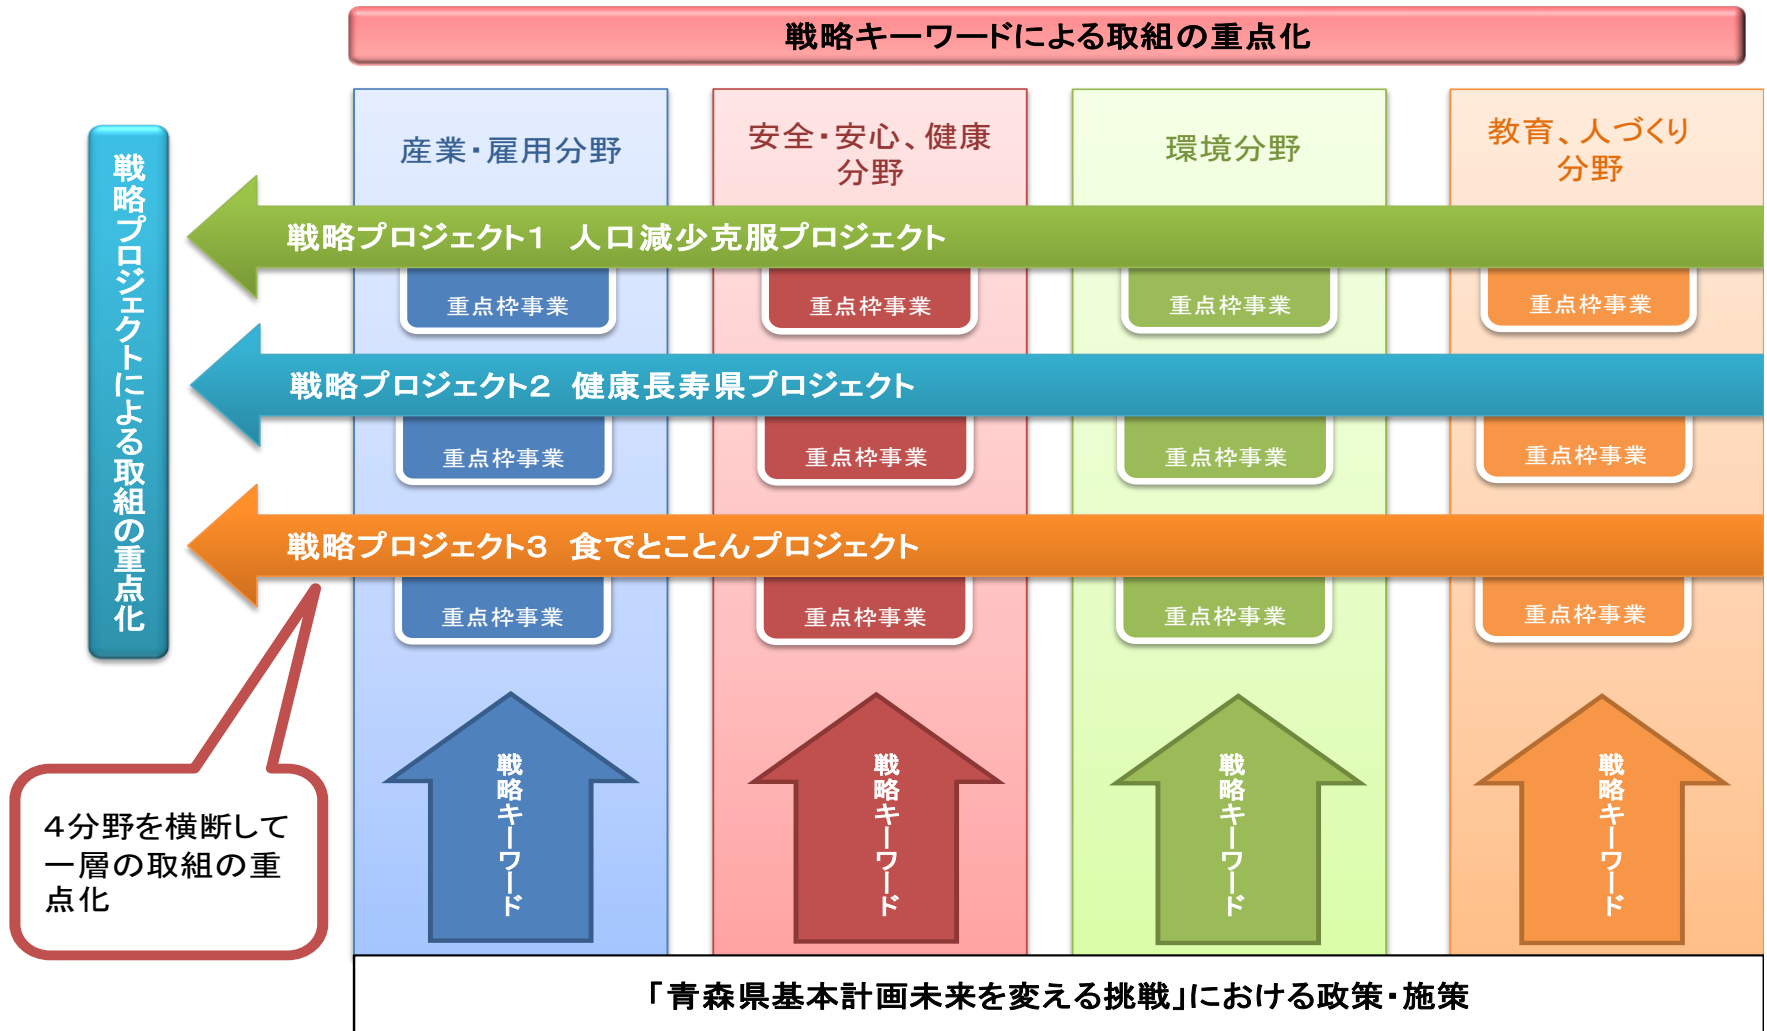 戦略キーワードによる取組の重点化
戦略プロジェクトによる取組の重点化
産業・雇用分野
安全・安心、健康
分野
環境分野
教育、人づくり
分野
戦略プロジェクト１　人口減少克服プロジェクト
重点枠事業
重点枠事業
重点枠事業
重点枠事業
戦略プロジェクト２　健康長寿県プロジェクト
重点枠事業
重点枠事業
重点枠事業
重点枠事業
戦略プロジェクト３　食でとことんプロジェクト
重点枠事業
重点枠事業
重点枠事業
重点枠事業
４分野を横断して
一層の取組の重
点化
戦略キーワード
戦略キーワード
戦略キーワード
戦略キーワード
「青森県基本計画未来を変える挑戦」における政策・施策